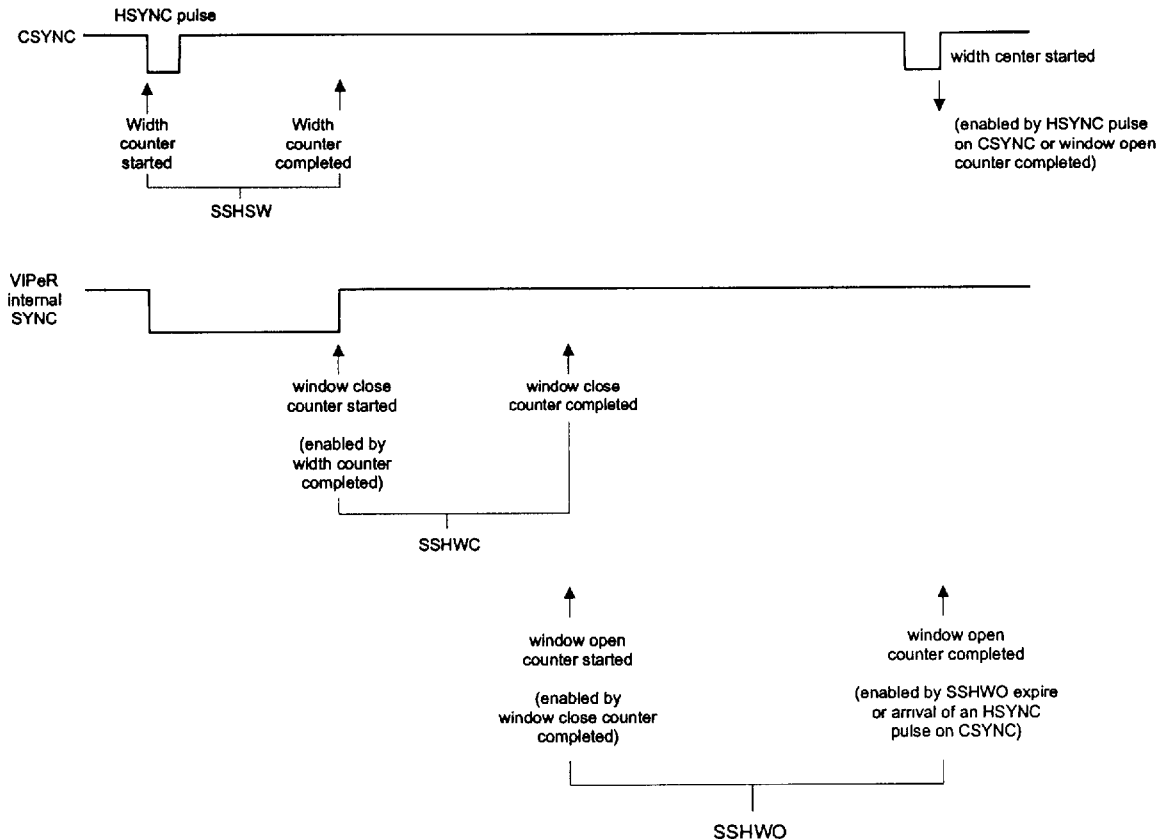 HSYNC pulse
CSYNC
width center started
Width
counter
started
Width
counter
completed
(enabled by HSYNC pulse
on CSYNC or window open
counter completed)
SSHSW
VIPeR
internal
SYNC
window close
counter started
(enabled by
width counter
completed)
window close
counter completed
SSHWC
window open
counter started
(enabled by
window close counter
completed)
window open
counter completed
(enabled by SSHWO expire
or arrival of an HSYNC
pulse on CSYNC)
SSHWO